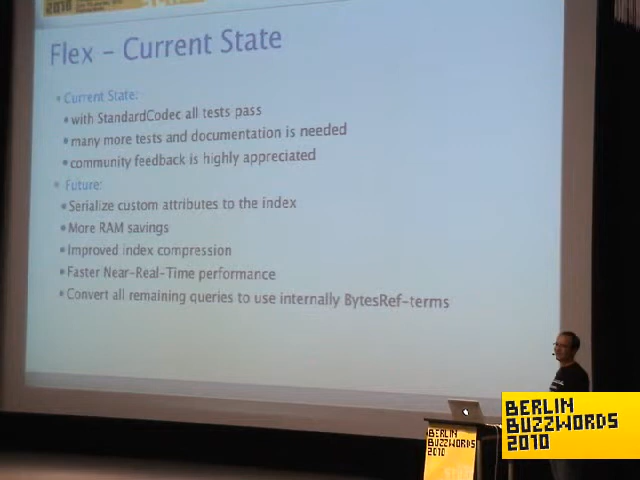 2010
Flex – Current State
Current State:
with StandardCodec all tests pass
many more tests and documentation is needed
community feedback is highly appreciated
Future:
Serialize custom attributes to the index
More RAM savings
Improved index compression
Faster Near-Real-Time performance
Convert all remaining queries to use internally BytesRef-terms
BERLIN
BUZZWORDS
2010
BERLIN
BUZZWORDS
2010